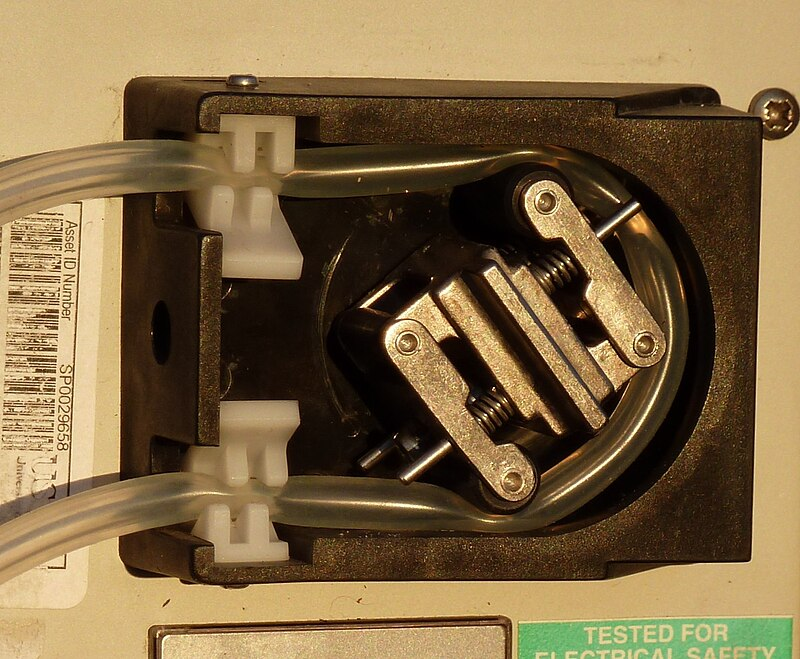 Asset ID Number
SP0029658
TESTED FOR
ELECTRICAL SAFETY